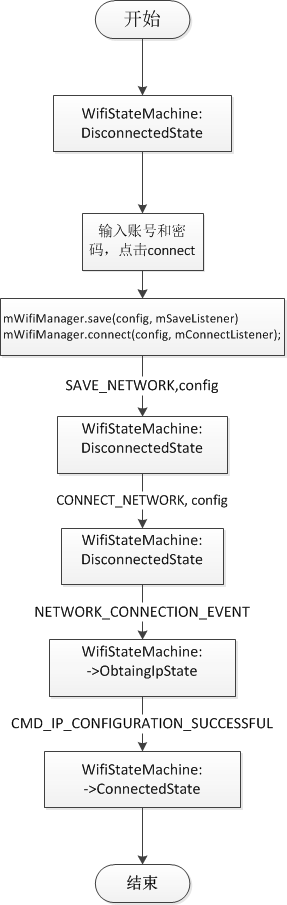 开始
WifiStateMachine:
DisconnectedState
输入账号和密
码，点击connect
mWifiManager.save(config, mSaveListener)
mWifiManager.connect(config, mConnectListener);
SAVE_NETWORK,config
WifiStateMachine:
DisconnectedState
CONNECT_NETWORK, config
WifiStateMachine:
DisconnectedState
NETWORK_CONNECTION_EVENT
WifiStateMachine:
->ObtaingIpState
CMD_IP_CONFIGURATION_SUCCESSFUL
WifiStateMachine:
->ConnectedState
结束